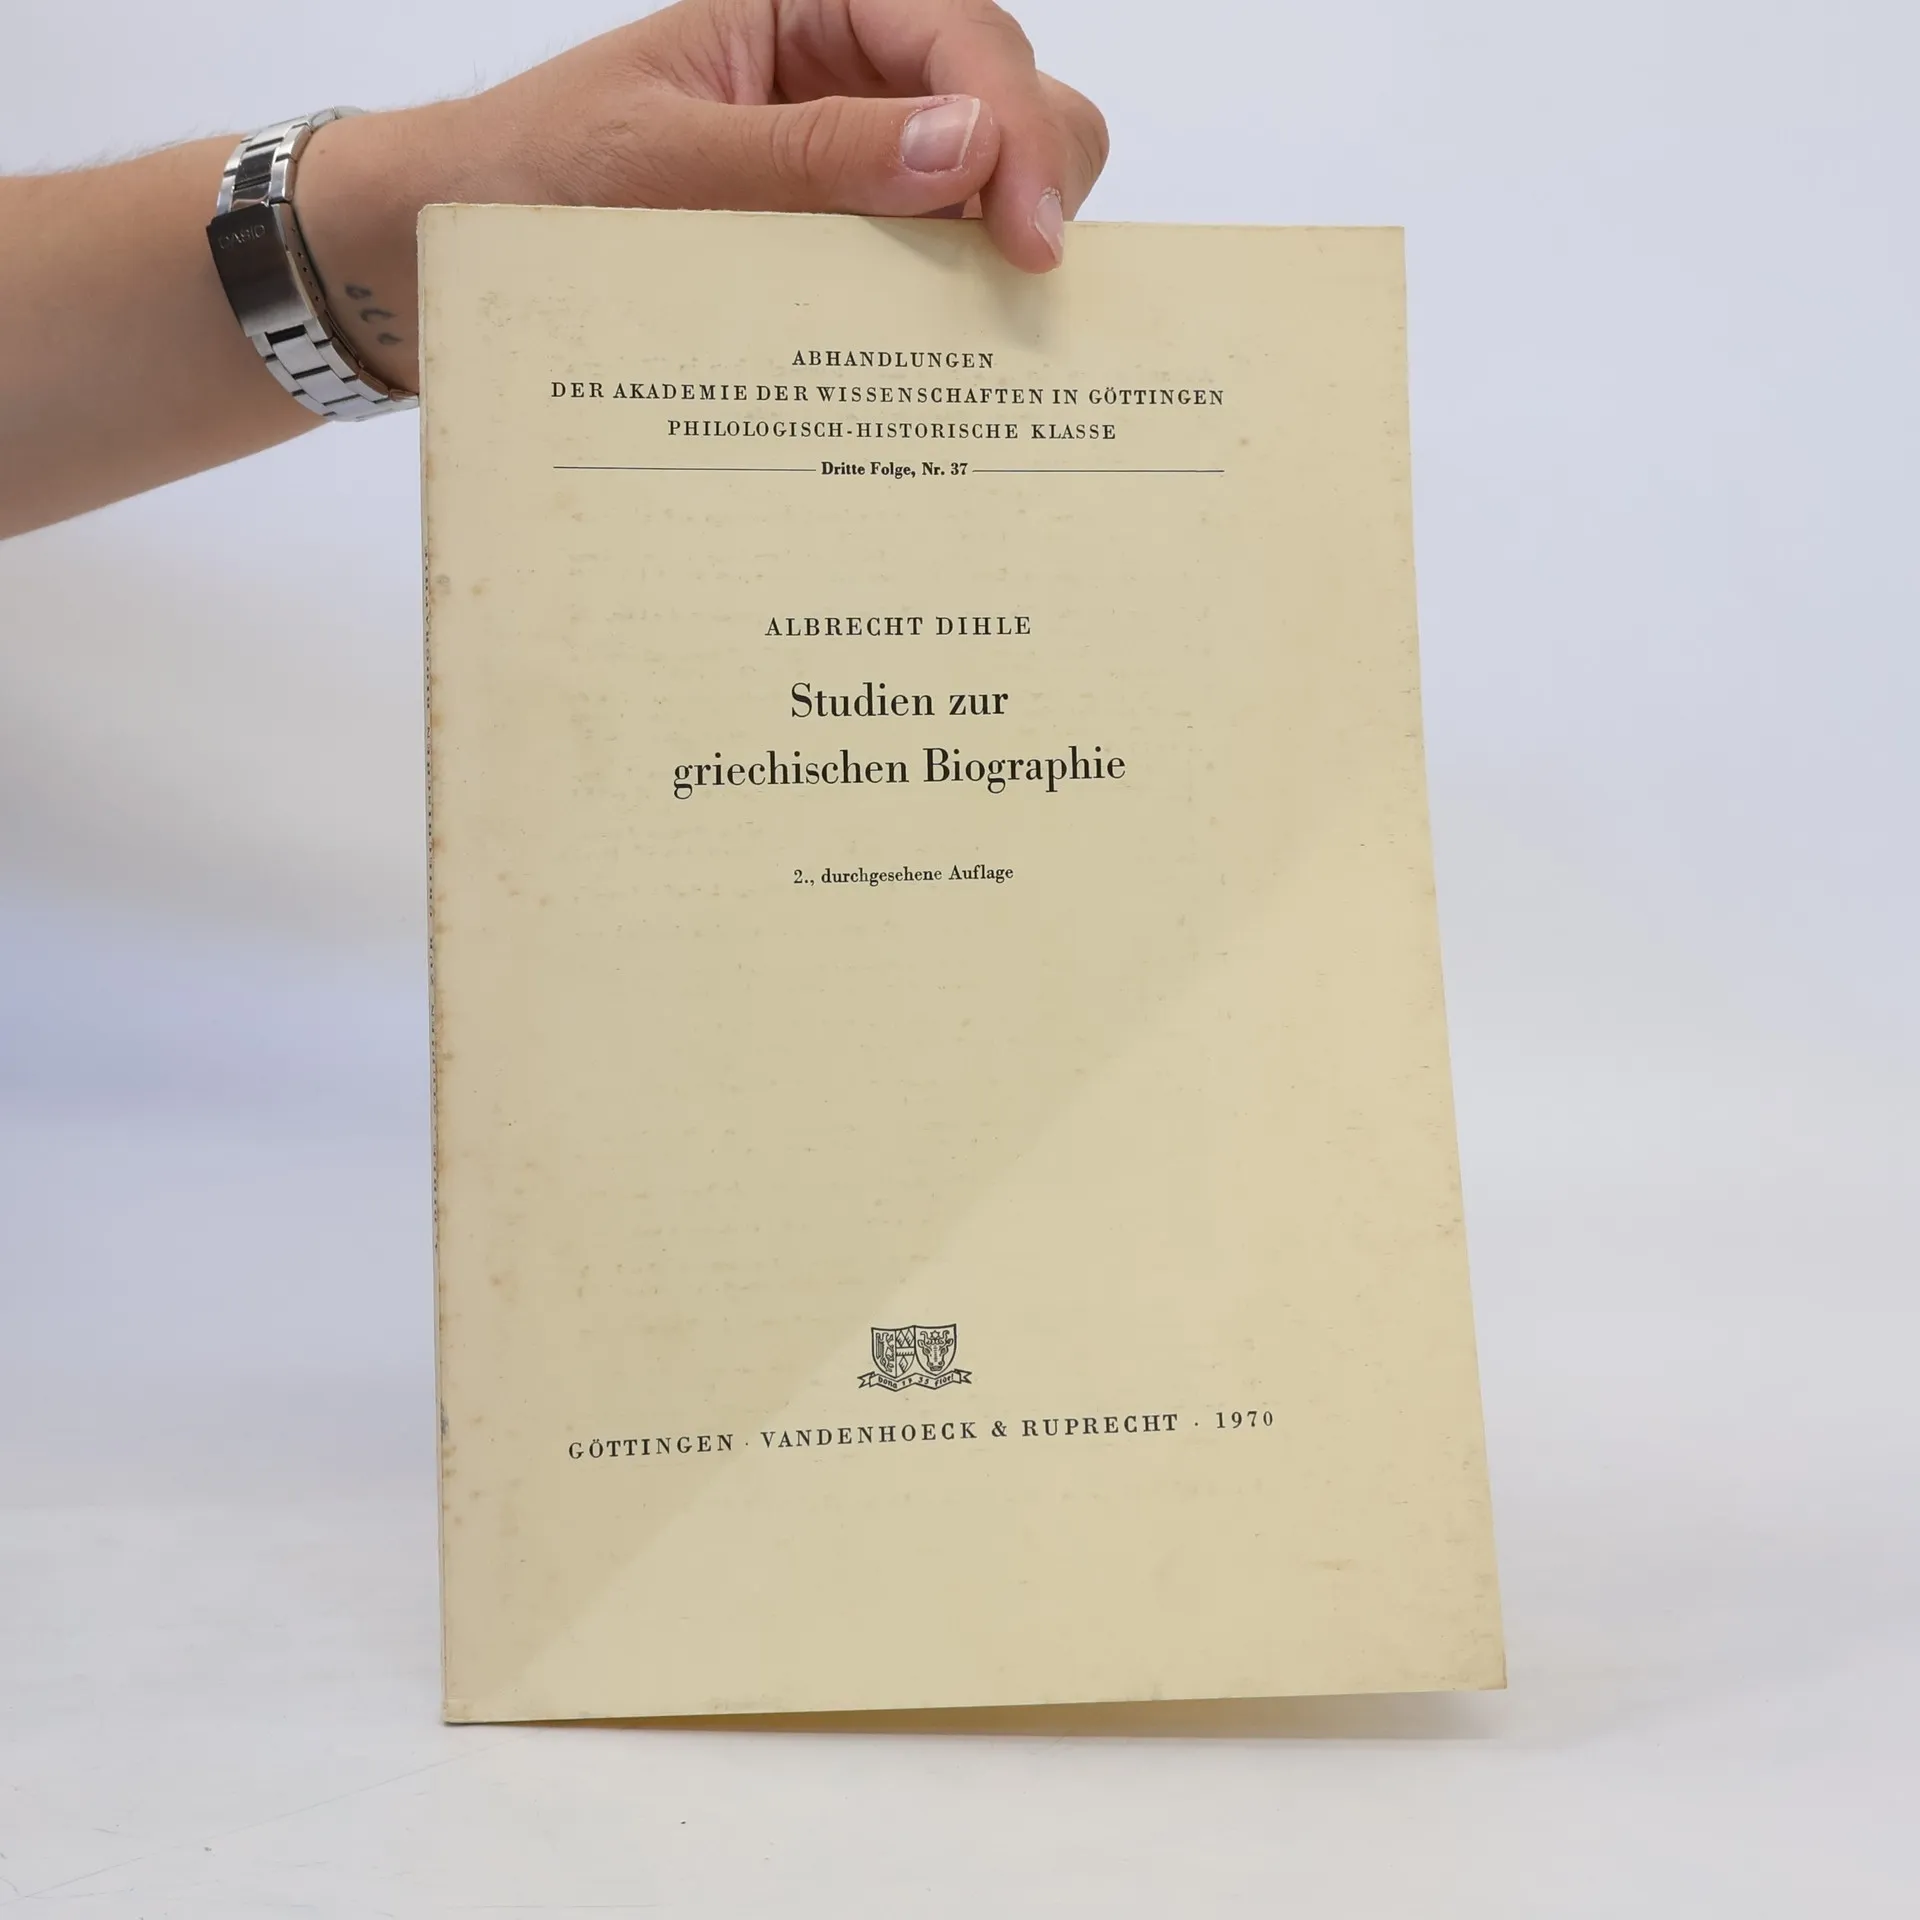 CASIO
ABHANDLUNGEN
DER AKADEMIE DER WISSENSCHAFTEN IN GÖTTINGEN
PHILOLOGISCH-HISTORISCHE KLASSE
Dritte Folge, Nr. 37
ALBRECHT DIHLE
Studien zur
griechischen Biographie
2., durchgesehene Auflage
GÖTTINGEN · VANDENHOECK & RUPRECHT · 1970